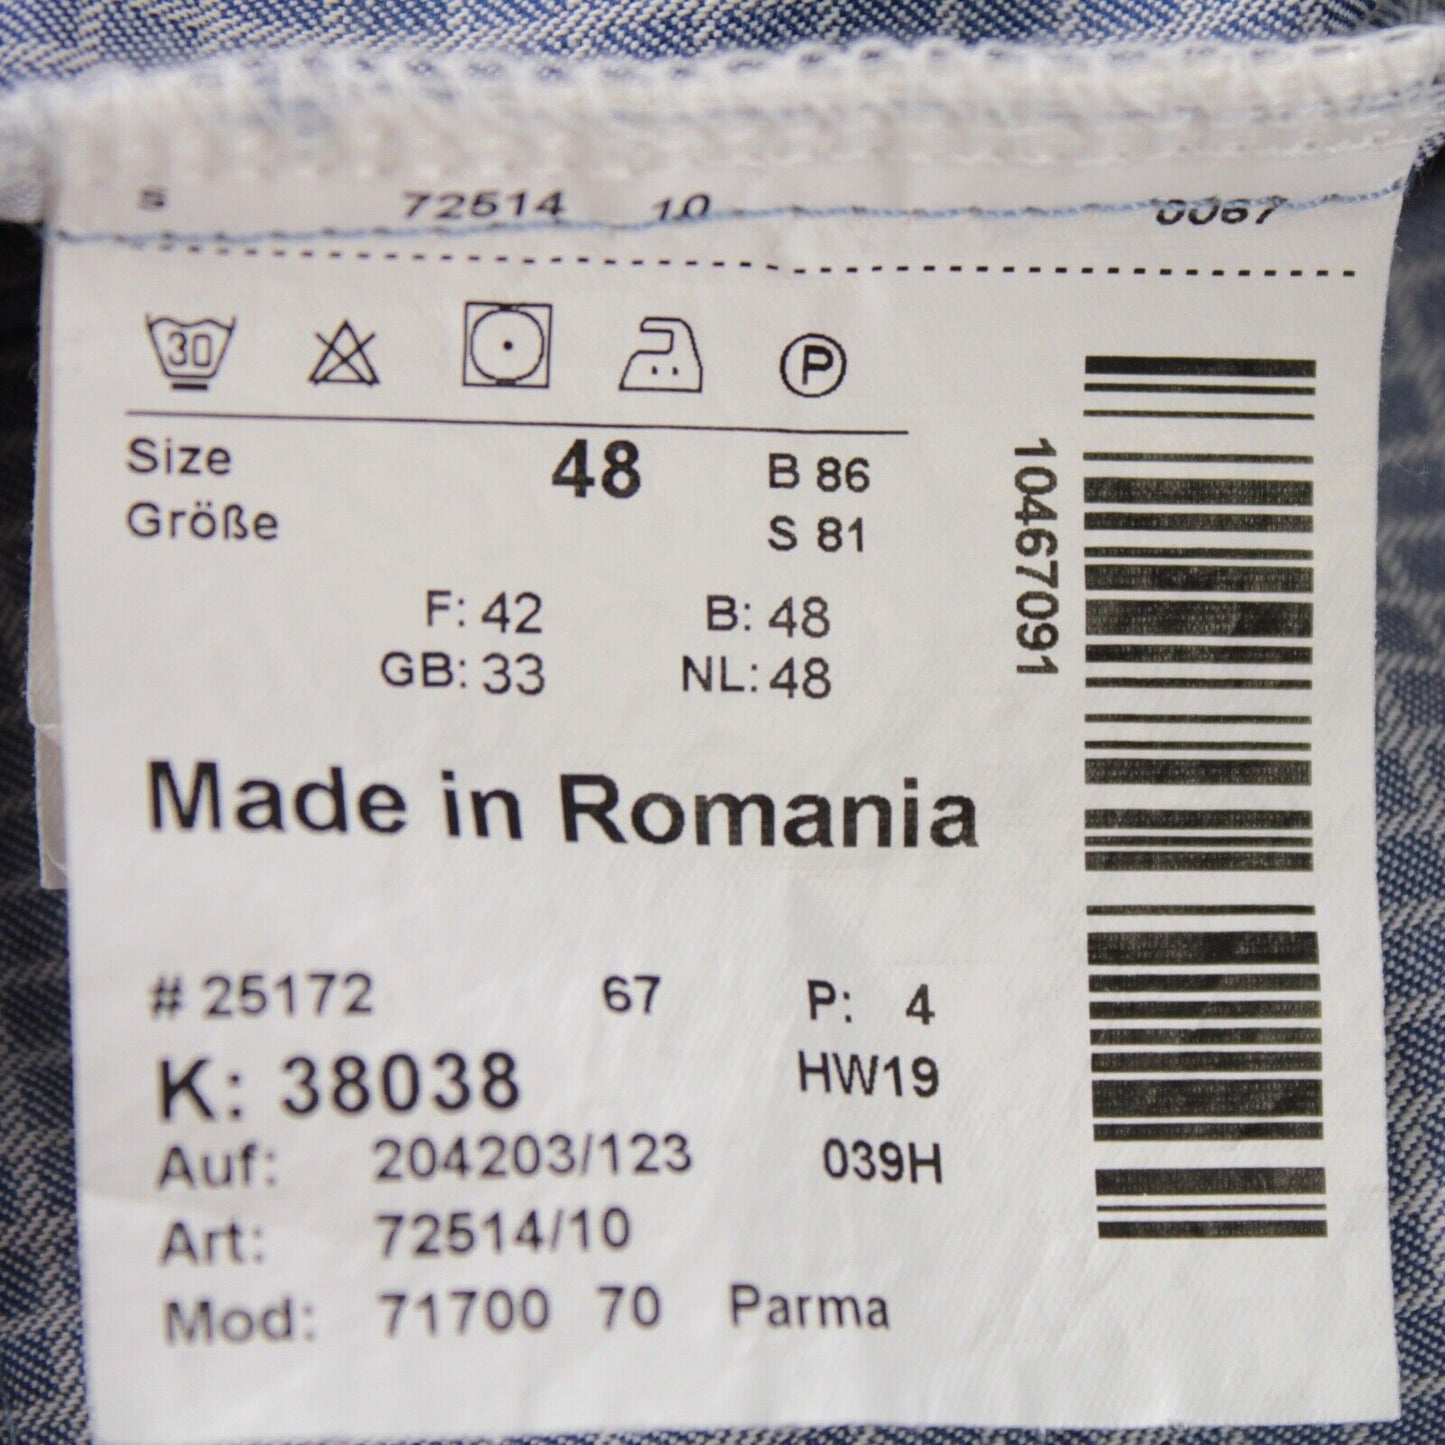 S 72514 10 0067
30 P
Size 48 B 86
Größe S 81
F: 42 B: 48
GB: 33 NL: 48
10467091
Made in Romania
# 25172 67 P: 4
K: 38038 HW19
Auf: 204203/123 039H
Art: 72514/10
Mod: 71700 70 Parma